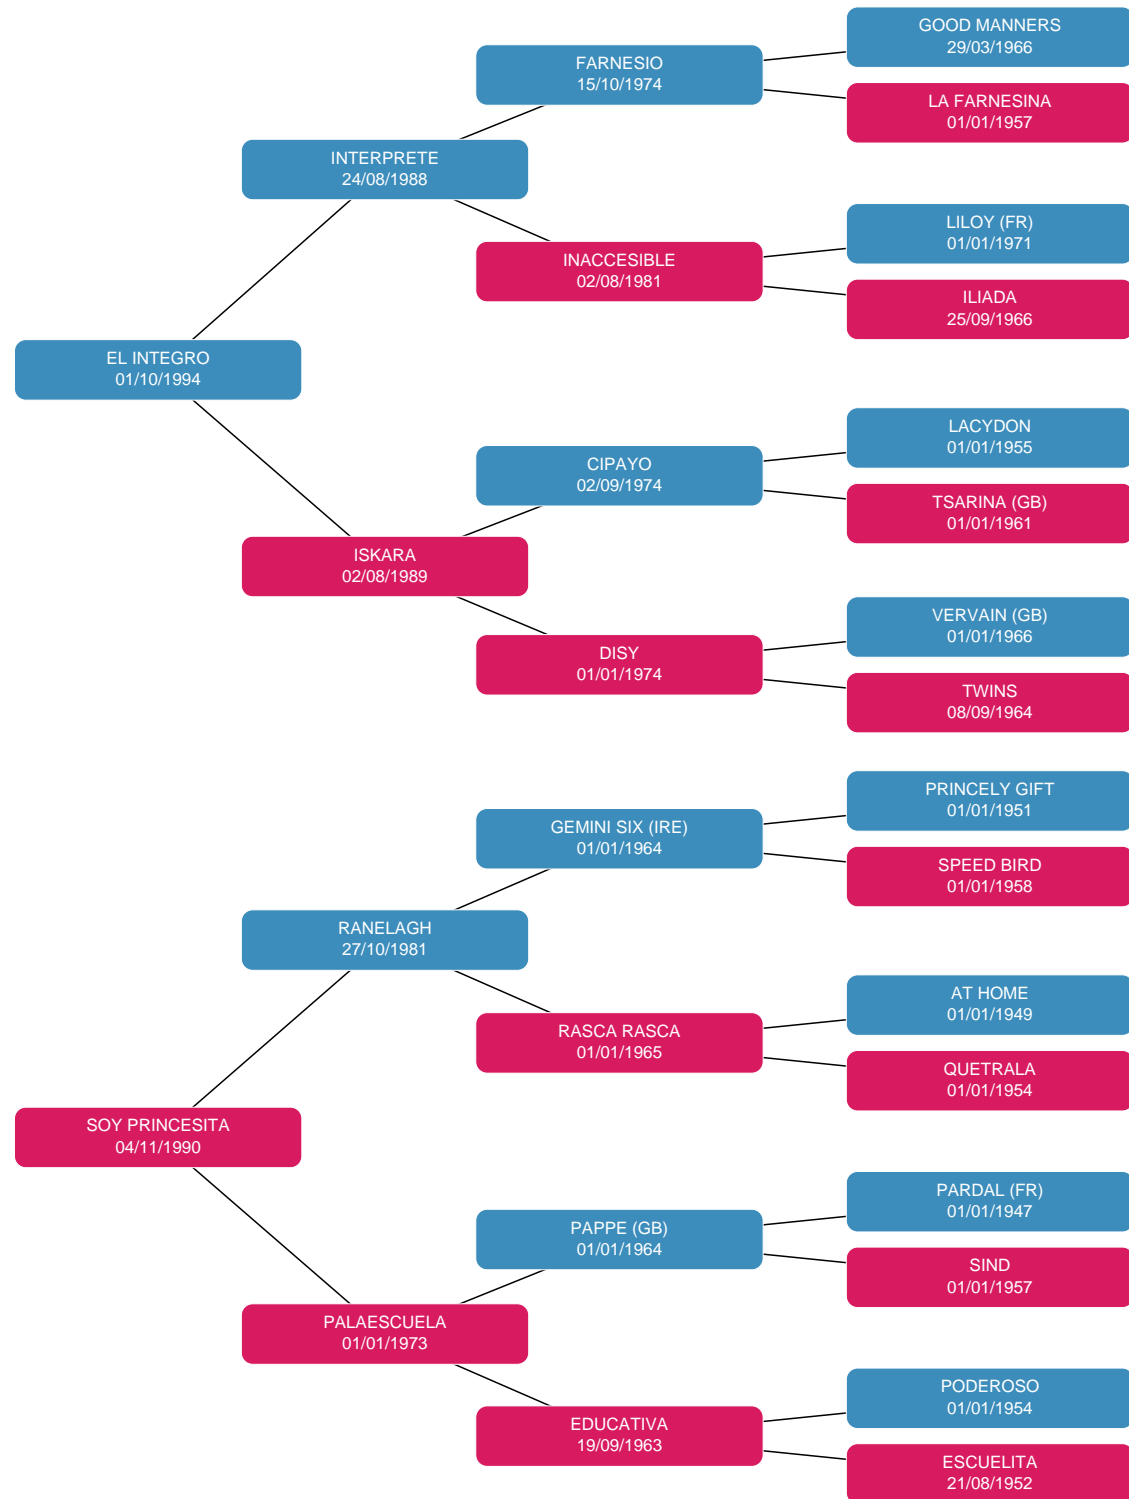 GOOD MANNERS
29/03/1966
FARNESIO
15/10/1974
LA FARNESINA
01/01/1957
INTERPRETE
24/08/1988
LILOY (FR)
01/01/1971
INACCESIBLE
02/08/1981
ILIADA
25/09/1966
EL INTEGRO
01/10/1994
LACYDON
01/01/1955
CIPAYO
02/09/1974
TSARINA (GB)
01/01/1961
ISKARA
02/08/1989
VERVAIN (GB)
01/01/1966
DISY
01/01/1974
TWINS
08/09/1964
PRINCELY GIFT
01/01/1951
GEMINI SIX (IRE)
01/01/1964
SPEED BIRD
01/01/1958
RANELAGH
27/10/1981
AT HOME
01/01/1949
RASCA RASCA
01/01/1965
QUETRALA
01/01/1954
SOY PRINCESITA
04/11/1990
PARDAL (FR)
01/01/1947
PAPPE (GB)
01/01/1964
SIND
01/01/1957
PALAESCUELA
01/01/1973
PODEROSO
01/01/1954
EDUCATIVA
19/09/1963
ESCUELITA
21/08/1952